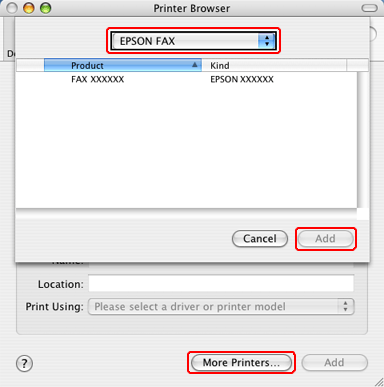 Printer Browser
EPSON FAX
Product Kind
FAX XXXXXX EPSON XXXXXX
Cancel Add
Name:
Location:
Print Using: Please select a driver or printer model
? More Printers... Add